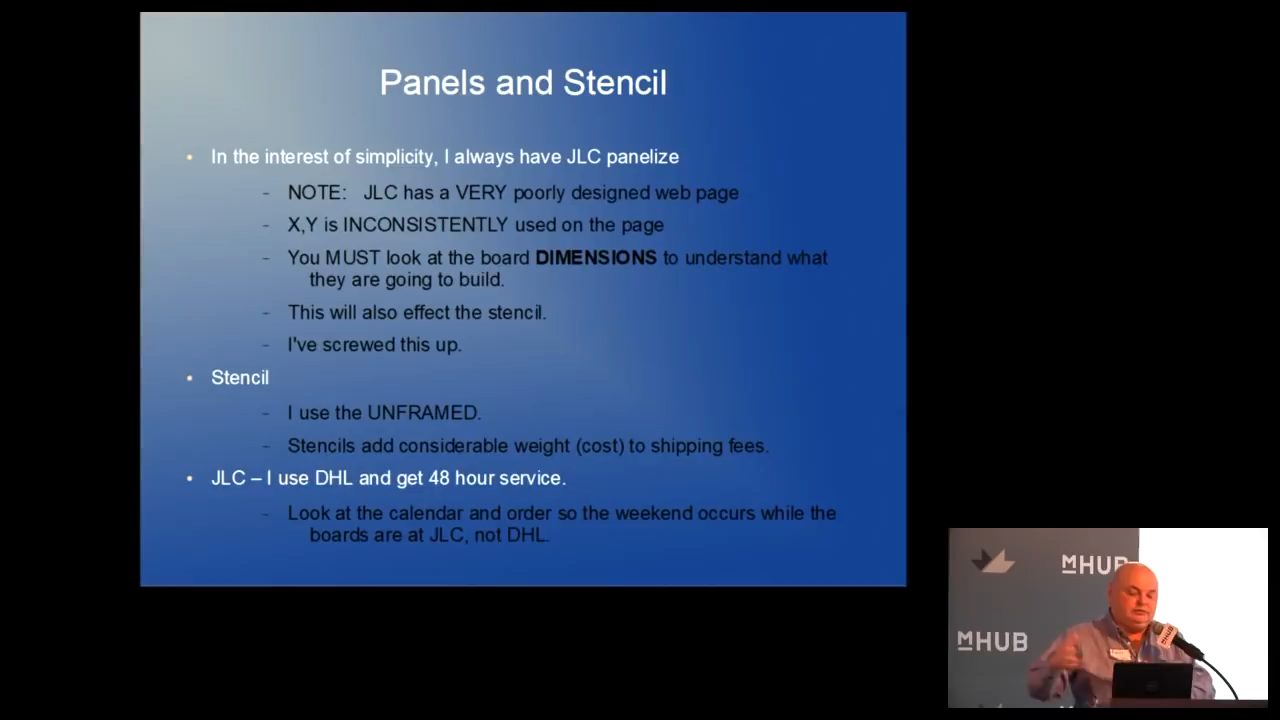 Panels and Stencil
• In the interest of simplicity, I always have JLC panelize
– NOTE: JLC has a VERY poorly designed web page
– X,Y is INCONSISTENTLY used on the page
– You MUST look at the board DIMENSIONS to understand what
they are going to build.
– This will also effect the stencil.
– I've screwed this up.
• Stencil
– I use the UNFRAMED.
– Stencils add considerable weight (cost) to shipping fees.
• JLC – I use DHL and get 48 hour service.
– Look at the calendar and order so the weekend occurs while the
boards are at JLC, not DHL.
MHUB
MHUB
MHUB